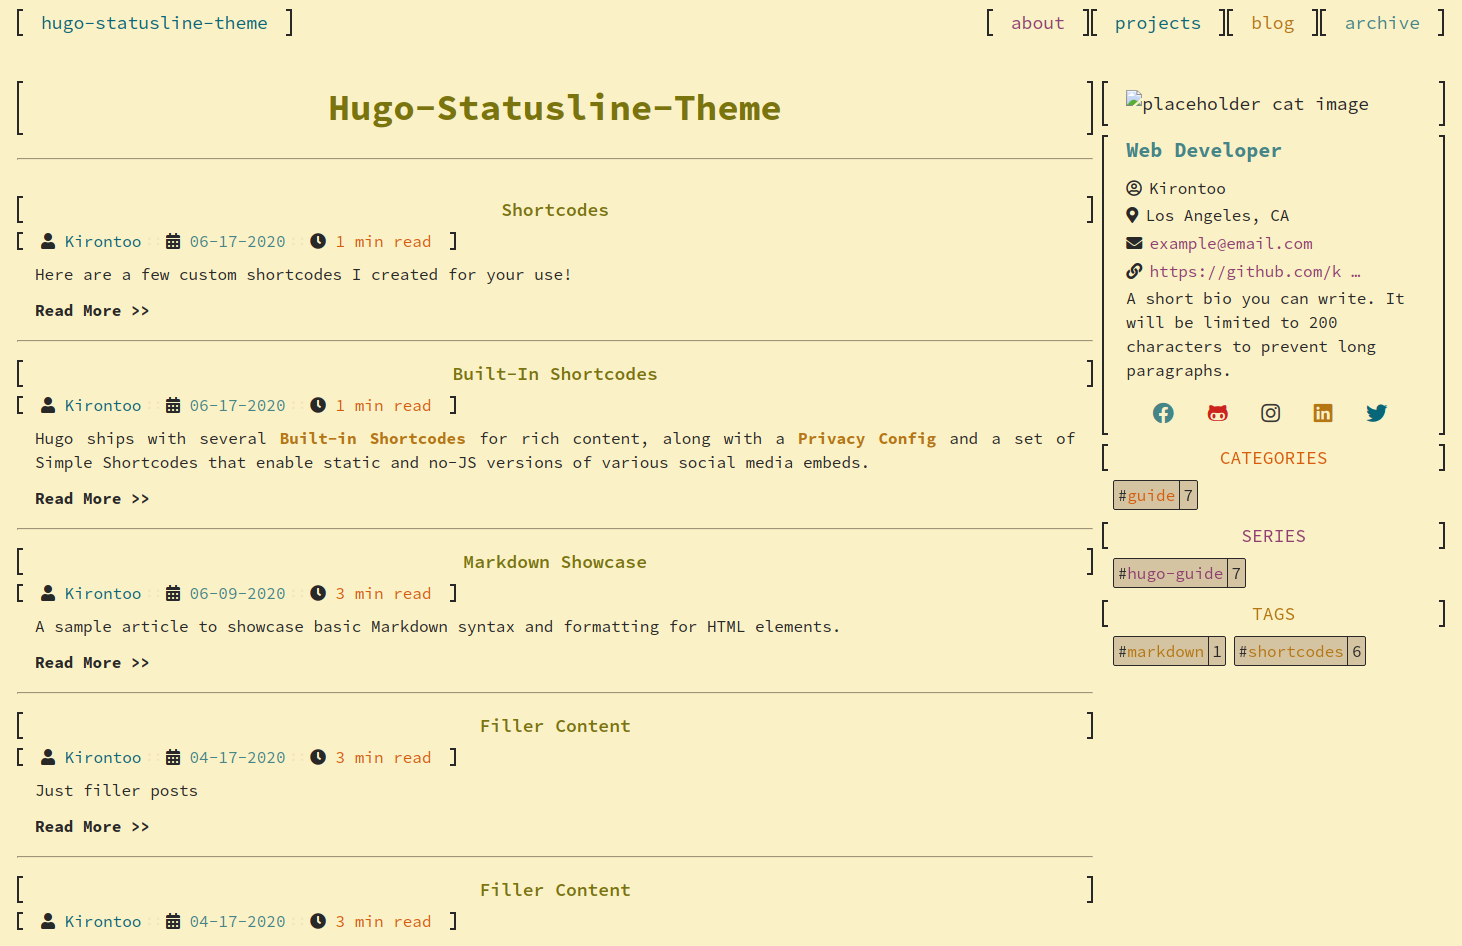 hugo-statusline-theme
about projects blog archive
Hugo-Statusline-Theme
Shortcodes
Kirontoo :: 06-17-2020 :: 1 min read
Here are a few custom shortcodes I created for your use!
Read More >>
Built-In Shortcodes
Kirontoo :: 06-17-2020 :: 1 min read
Hugo ships with several Built-in Shortcodes for rich content, along with a Privacy Config and a set of
Simple Shortcodes that enable static and no-JS versions of various social media embeds.
Read More >>
Markdown Showcase
Kirontoo :: 06-09-2020 :: 3 min read
A sample article to showcase basic Markdown syntax and formatting for HTML elements.
Read More >>
Filler Content
Kirontoo :: 04-17-2020 :: 3 min read
Just filler posts
Read More >>
Filler Content
Kirontoo :: 04-17-2020 :: 3 min read
placeholder cat image
Web Developer
Kirontoo
Los Angeles, CA
example@email.com
https://github.com/k …
A short bio you can write. It
will be limited to 200
characters to prevent long
paragraphs.
CATEGORIES
#guide 7
SERIES
#hugo-guide 7
TAGS
#markdown 1 #shortcodes 6